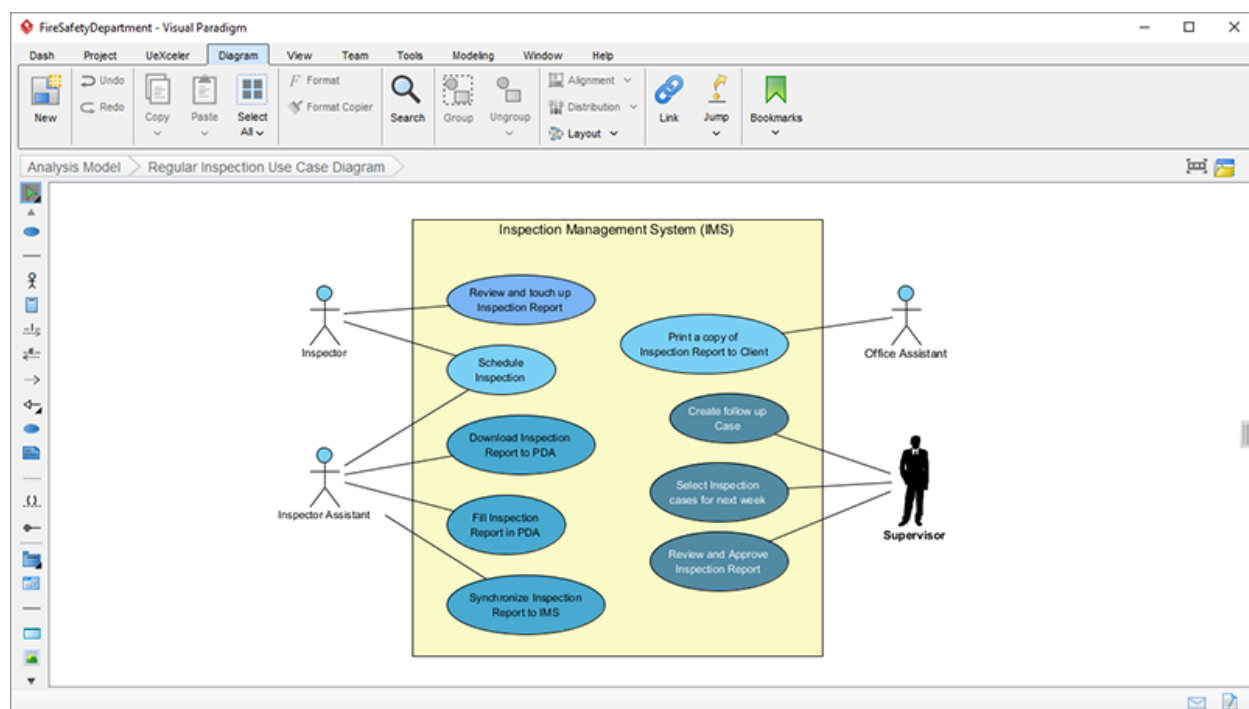 FireSafetyDepartment - Visual Paradigm
Dash Project UeXceler Diagram View Team Tools Modeling Window Help
New
Undo
Redo
Copy
Paste
Select
All
Format
Format Copier
Search
Group
Ungroup
Alignment
Distribution
Layout
Link
Jump
Bookmarks
Analysis Model
Regular Inspection Use Case Diagram
Inspection Management System (IMS)
Inspector
Review and touch up
Inspection Report
Schedule
Inspection
Print a copy of
Inspection Report to Client
Office Assistant
Inspector Assistant
Download Inspection
Report to PDA
Fill Inspection
Report in PDA
Synchronize Inspection
Report to IMS
Create follow up
Case
Select Inspection
cases for next week
Review and Approve
Inspection Report
Supervisor